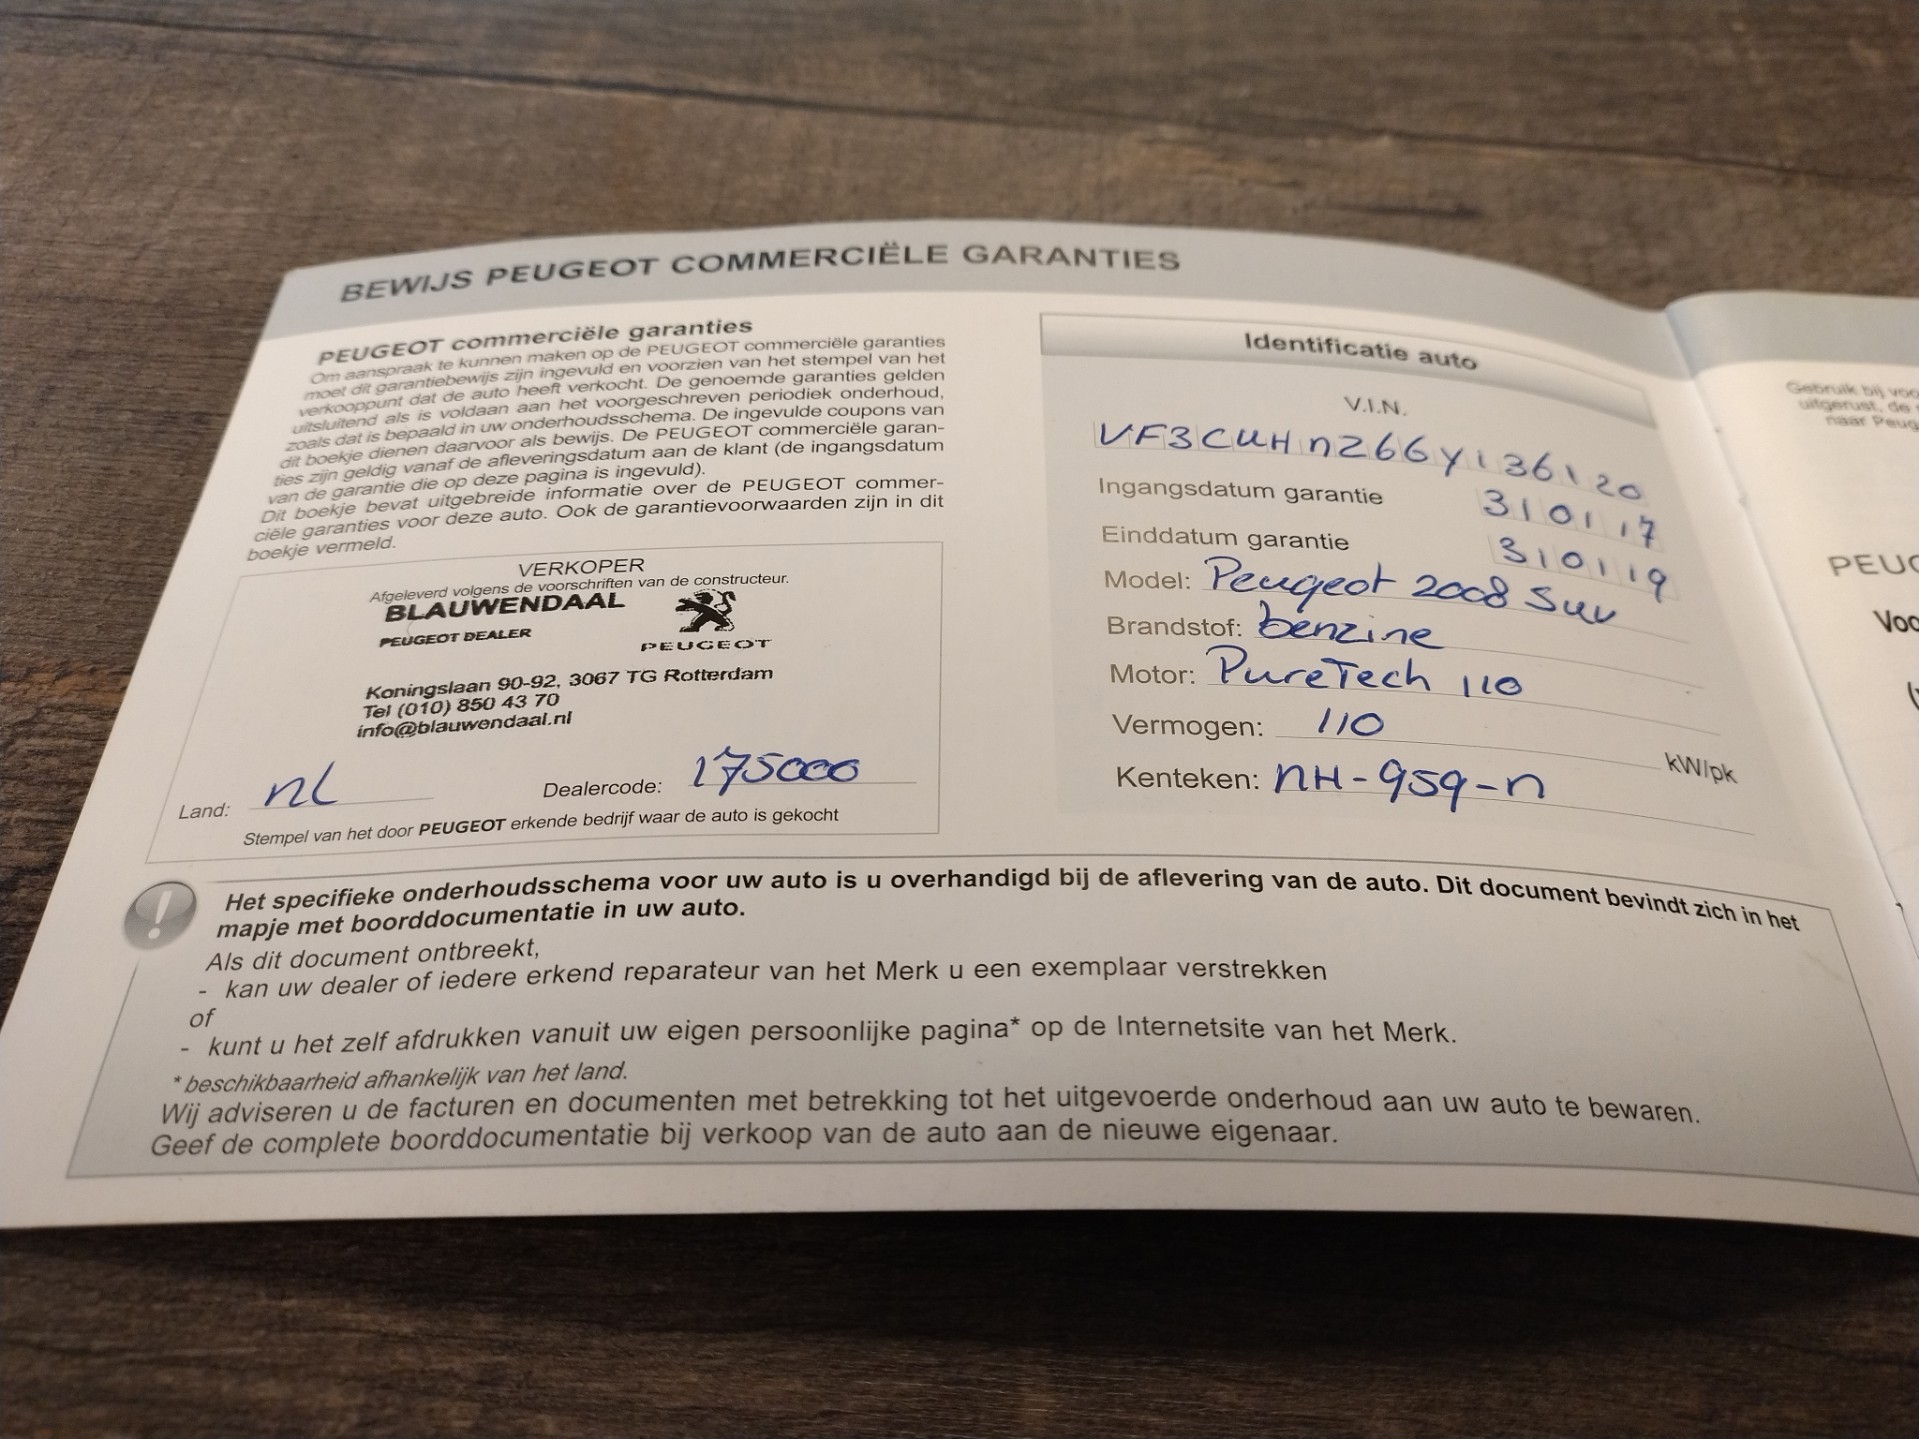 BEWIJS PEUGEOT COMMERCIËLE GARANTIES
PEUGEOT commerciële garanties
Om aanspraak te kunnen maken op de PEUGEOT commerciële garanties
moet dit garantiebewijs zijn ingevuld en voorzien van het stempel van het
verkooppunt dat de auto heeft verkocht. De genoemde garanties gelden
uitsluitend als is voldaan aan het voorgeschreven periodiek onderhoud,
zoals dat is bepaald in uw onderhoudsschema. De ingevulde coupons van
dit boekje dienen daarvoor als bewijs. De PEUGEOT commerciële garan-
ties zijn geldig vanaf de afleveringsdatum aan de klant (de ingangsdatum
van de garantie die op deze pagina is ingevuld).
Dit boekje bevat uitgebreide informatie over de PEUGEOT commer-
ciële garanties voor deze auto. Ook de garantievoorwaarden zijn in dit
boekje vermeld.
VERKOPER
Afgeleverd volgens de voorschriften van de constructeur.
BLAUWENDAAL
PEUGEOT DEALER
PEUGEOT
Koningslaan 90-92, 3067 TG Rotterdam
Tel (010) 850 43 70
info@blauwendaal.nl
Land: nL Dealercode: 175000
Stempel van het door PEUGEOT erkende bedrijf waar de auto is gekocht
Identificatie auto
V.I.N.
VF3CUHnZ66Y136120
Ingangsdatum garantie 310117
Einddatum garantie 310119
Model: Peugeot 2008 Suv
Brandstof: benzine
Motor: PureTech 110
Vermogen: 110 kW/pk
Kenteken: nH-959-n
Het specifieke onderhoudsschema voor uw auto is u overhandigd bij de aflevering van de auto. Dit document bevindt zich in het
mapje met boorddocumentatie in uw auto.
Als dit document ontbreekt,
- kan uw dealer of iedere erkend reparateur van het Merk u een exemplaar verstrekken
of
- kunt u het zelf afdrukken vanuit uw eigen persoonlijke pagina* op de Internetsite van het Merk.
* beschikbaarheid afhankelijk van het land.
Wij adviseren u de facturen en documenten met betrekking tot het uitgevoerde onderhoud aan uw auto te bewaren.
Geef de complete boorddocumentatie bij verkoop van de auto aan de nieuwe eigenaar.
Gebruik bij voo
uitgerust, de
naar Peug
PEUG
Voo